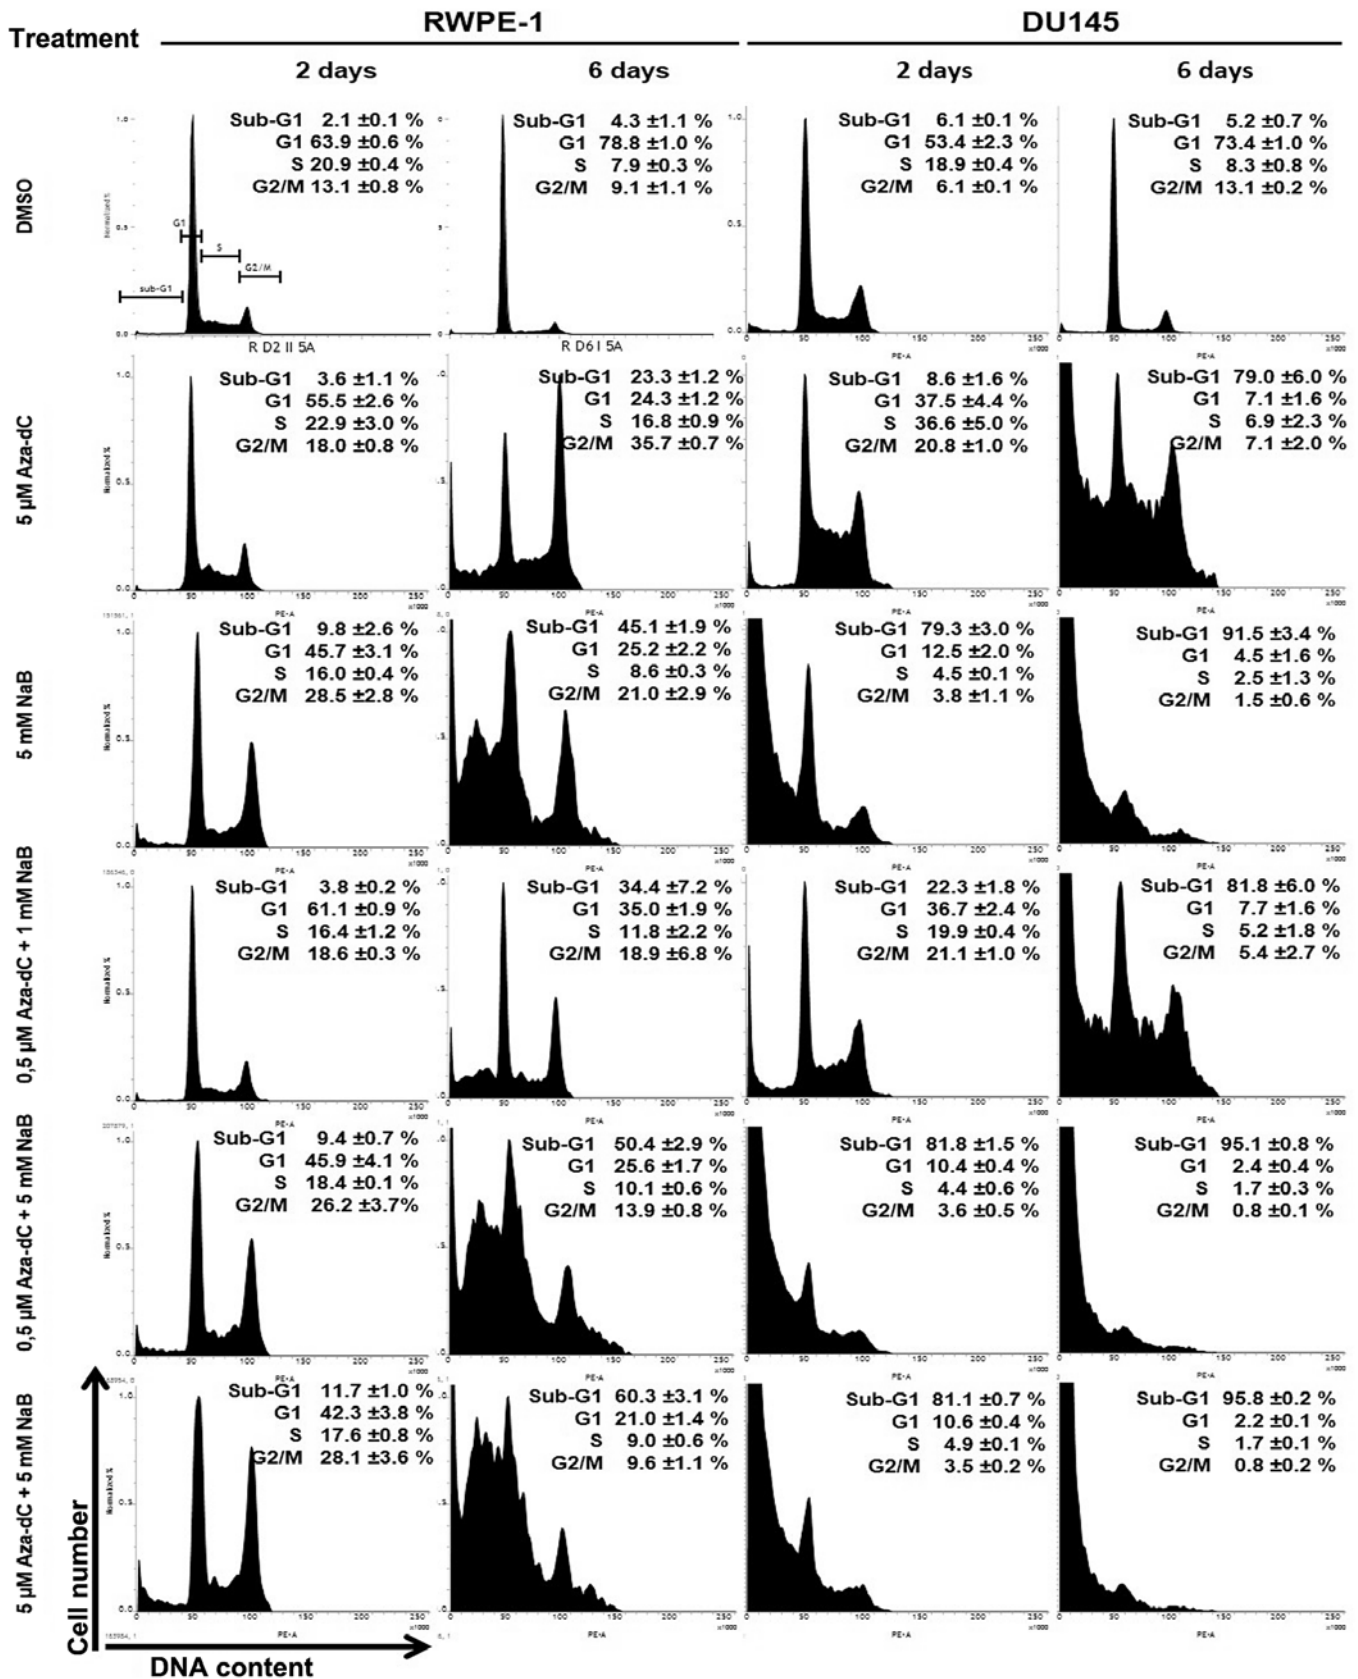 RWPE-1 DU145
Treatment
2 days 6 days 2 days 6 days
DMSO
Sub-G1 2.1 ±0.1 %
G1 63.9 ±0.6 %
S 20.9 ±0.4 %
G2/M 13.1 ±0.8 %
G1
S
G2/M
sub-G1
Sub-G1 4.3 ±1.1 %
G1 78.8 ±1.0 %
S 7.9 ±0.3 %
G2/M 9.1 ±1.1 %
Sub-G1 6.1 ±0.1 %
G1 53.4 ±2.3 %
S 18.9 ±0.4 %
G2/M 6.1 ±0.1 %
Sub-G1 5.2 ±0.7 %
G1 73.4 ±1.0 %
S 8.3 ±0.8 %
G2/M 13.1 ±0.2 %
R D2 II 5A
R D6 I 5A
5 µM Aza-dC
Sub-G1 3.6 ±1.1 %
G1 55.5 ±2.6 %
S 22.9 ±3.0 %
G2/M 18.0 ±0.8 %
Sub-G1 23.3 ±1.2 %
G1 24.3 ±1.2 %
S 16.8 ±0.9 %
G2/M 35.7 ±0.7 %
Sub-G1 8.6 ±1.6 %
G1 37.5 ±4.4 %
S 36.6 ±5.0 %
G2/M 20.8 ±1.0 %
Sub-G1 79.0 ±6.0 %
G1 7.1 ±1.6 %
S 6.9 ±2.3 %
G2/M 7.1 ±2.0 %
5 mM NaB
Sub-G1 9.8 ±2.6 %
G1 45.7 ±3.1 %
S 16.0 ±0.4 %
G2/M 28.5 ±2.8 %
Sub-G1 45.1 ±1.9 %
G1 25.2 ±2.2 %
S 8.6 ±0.3 %
G2/M 21.0 ±2.9 %
Sub-G1 79.3 ±3.0 %
G1 12.5 ±2.0 %
S 4.5 ±0.1 %
G2/M 3.8 ±1.1 %
Sub-G1 91.5 ±3.4 %
G1 4.5 ±1.6 %
S 2.5 ±1.3 %
G2/M 1.5 ±0.6 %
0,5 µM Aza-dC + 1 mM NaB
Sub-G1 3.8 ±0.2 %
G1 61.1 ±0.9 %
S 16.4 ±1.2 %
G2/M 18.6 ±0.3 %
Sub-G1 34.4 ±7.2 %
G1 35.0 ±1.9 %
S 11.8 ±2.2 %
G2/M 18.9 ±6.8 %
Sub-G1 22.3 ±1.8 %
G1 36.7 ±2.4 %
S 19.9 ±0.4 %
G2/M 21.1 ±1.0 %
Sub-G1 81.8 ±6.0 %
G1 7.7 ±1.6 %
S 5.2 ±1.8 %
G2/M 5.4 ±2.7 %
0,5 µM Aza-dC + 5 mM NaB
Sub-G1 9.4 ±0.7 %
G1 45.9 ±4.1 %
S 18.4 ±0.1 %
G2/M 26.2 ±3.7%
Sub-G1 50.4 ±2.9 %
G1 25.6 ±1.7 %
S 10.1 ±0.6 %
G2/M 13.9 ±0.8 %
Sub-G1 81.8 ±1.5 %
G1 10.4 ±0.4 %
S 4.4 ±0.6 %
G2/M 3.6 ±0.5 %
Sub-G1 95.1 ±0.8 %
G1 2.4 ±0.4 %
S 1.7 ±0.3 %
G2/M 0.8 ±0.1 %
5 µM Aza-dC + 5 mM NaB
Sub-G1 11.7 ±1.0 %
G1 42.3 ±3.8 %
S 17.6 ±0.8 %
G2/M 28.1 ±3.6 %
Sub-G1 60.3 ±3.1 %
G1 21.0 ±1.4 %
S 9.0 ±0.6 %
G2/M 9.6 ±1.1 %
Sub-G1 81.1 ±0.7 %
G1 10.6 ±0.4 %
S 4.9 ±0.1 %
G2/M 3.5 ±0.2 %
Sub-G1 95.8 ±0.2 %
G1 2.2 ±0.1 %
S 1.7 ±0.1 %
G2/M 0.8 ±0.2 %
0 50 100 150 200 250
PE-A
Cell number
DNA content